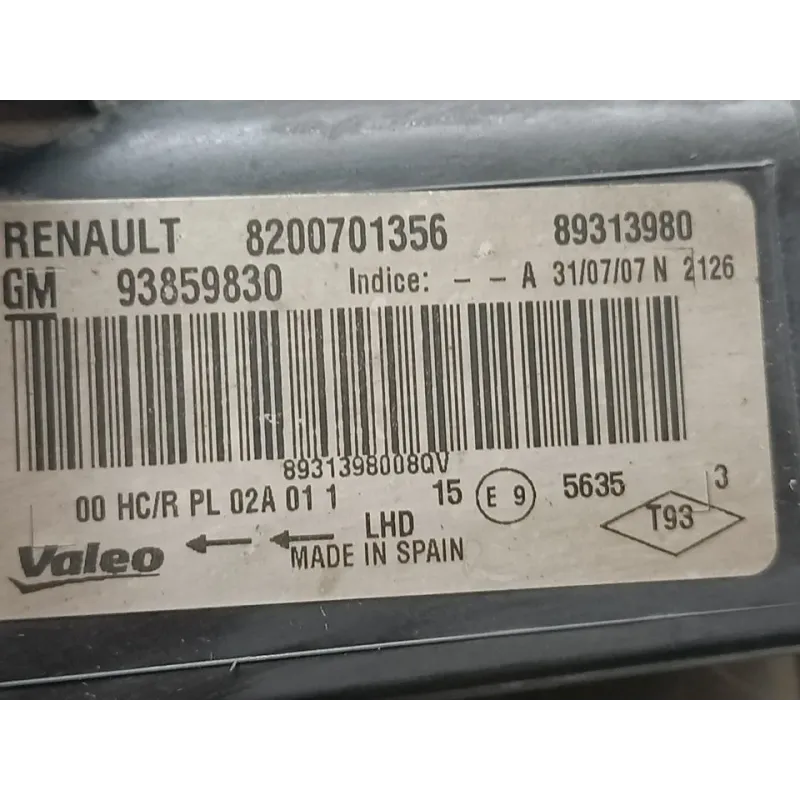 RENAULT 8200701356 89313980
GM 93859830 Indice: - - A 31/07/07 N 2126
8931398008QV
00 HC/R PL 02A 01 1 15 E 9 5635 3
Valeo LHD T93
MADE IN SPAIN